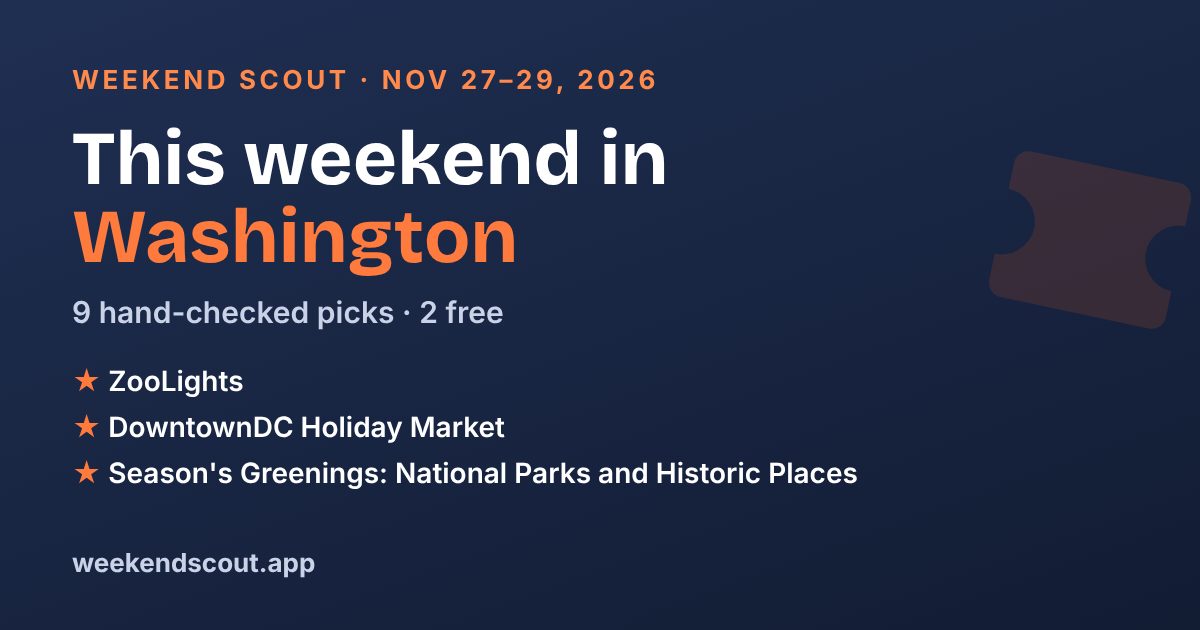 WEEKEND SCOUT · NOV 27–29, 2026
This weekend in
Washington
9 hand-checked picks · 2 free
★ ZooLights
★ DowntownDC Holiday Market
★ Season's Greenings: National Parks and Historic Places
weekendscout.app